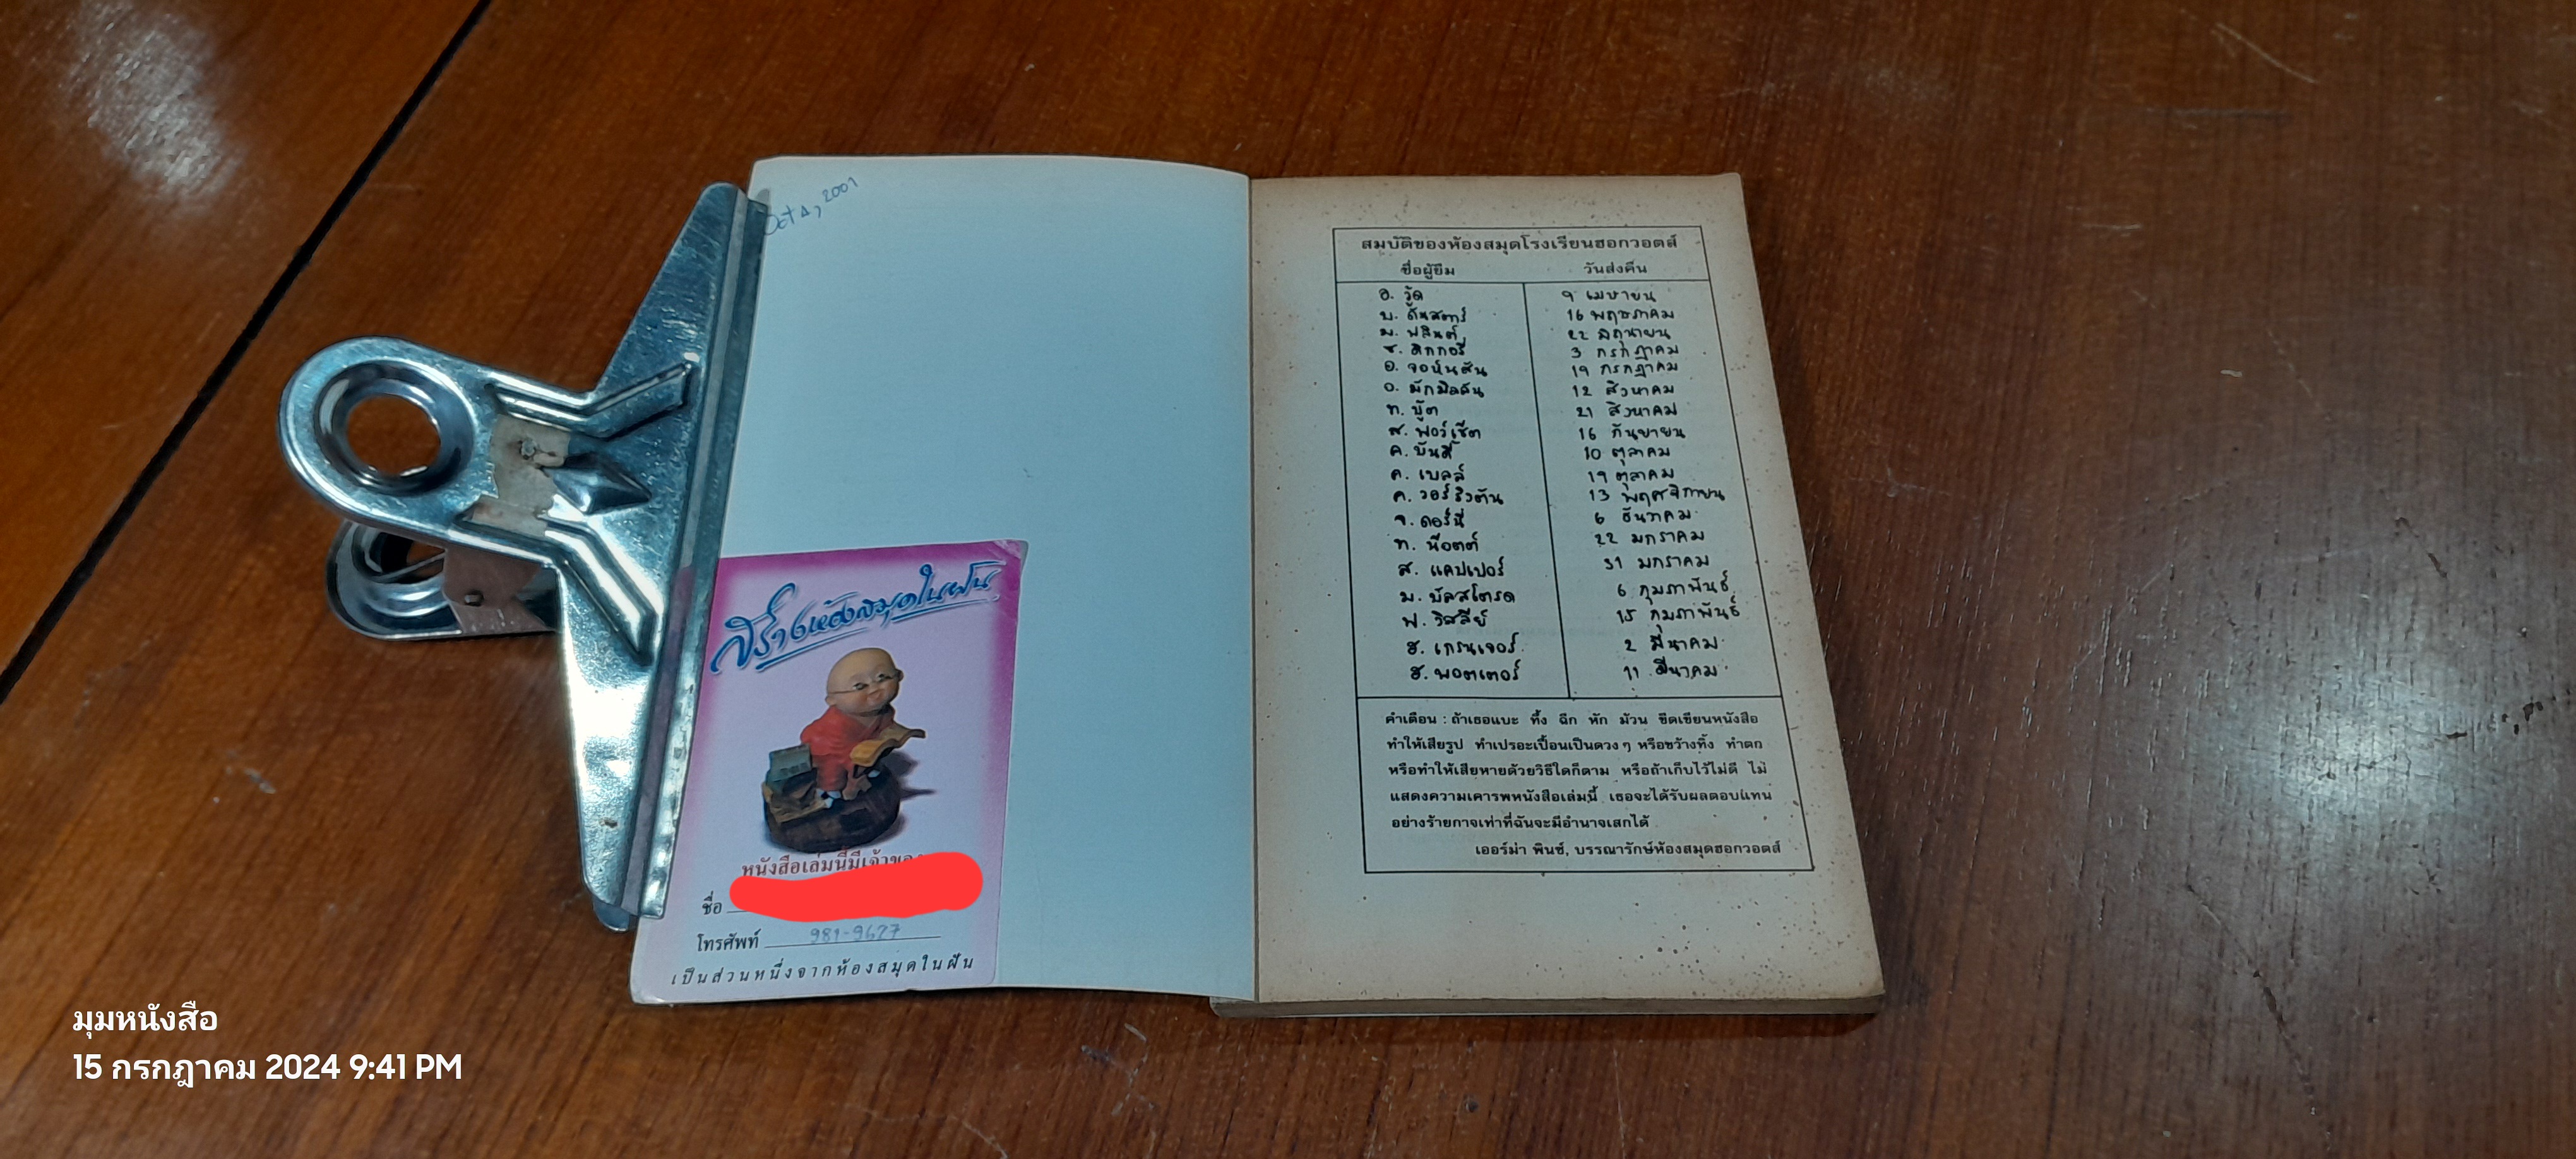 Oct 4, 2001
สร้างห้องสมุดในฝัน
หนังสือเล่มนี้มีเจ้าของ
ชื่อ
โทรศัพท์ 981-9627
เป็นส่วนหนึ่งจากห้องสมุดในฝัน
สมบัติของห้องสมุดโรงเรียนฮอกวอตส์
ชื่อผู้ยืม วันส่งคืน
อ. วู้ด 9 เมษายน
บ. ดันสตาร์ 16 พฤษภาคม
ม. ฟลินต์ 22 มิถุนายน
ซ. ดิกกอรี่ 3 กรกฎาคม
อ. จอห์นสัน 19 กรกฎาคม
อ. มักมิลลัน 12 สิงหาคม
ท. บู๊ต 21 สิงหาคม
ส. ฟอว์เซ็ต 16 กันยายน
ค. บันดี้ 10 ตุลาคม
ค. เบลล์ 19 ตุลาคม
ค. วอร์ริงตัน 13 พฤศจิกายน
จ. ดอร์นี่ 6 ธันวาคม
ท. น็อตต์ 22 มกราคม
ส. แคปเปอร์ 31 มกราคม
ม. บัลสโตรด 6 กุมภาพันธ์
ฟ. วีสลีย์ 15 กุมภาพันธ์
ฮ. เกรนเจอร์ 2 มีนาคม
ฮ. พอตเตอร์ 11 มีนาคม
คำเตือน : ถ้าเธอแบะ ทึ้ง ฉีก หัก ม้วน ขีดเขียนหนังสือ
ทำให้เสียรูป ทำเปรอะเปื้อนเป็นดวง ๆ หรือขว้างทิ้ง ทำตก
หรือทำให้เสียหายด้วยวิธีใดก็ตาม หรือถ้าเก็บไว้ไม่ดี ไม่
แสดงความเคารพหนังสือเล่มนี้ เธอจะได้รับผลตอบแทน
อย่างร้ายกาจเท่าที่ฉันจะมีอำนาจเสกได้
เออร์ม่า พินซ์, บรรณารักษ์ห้องสมุดฮอกวอตส์
มุมหนังสือ
15 กรกฎาคม 2024 9:41 PM